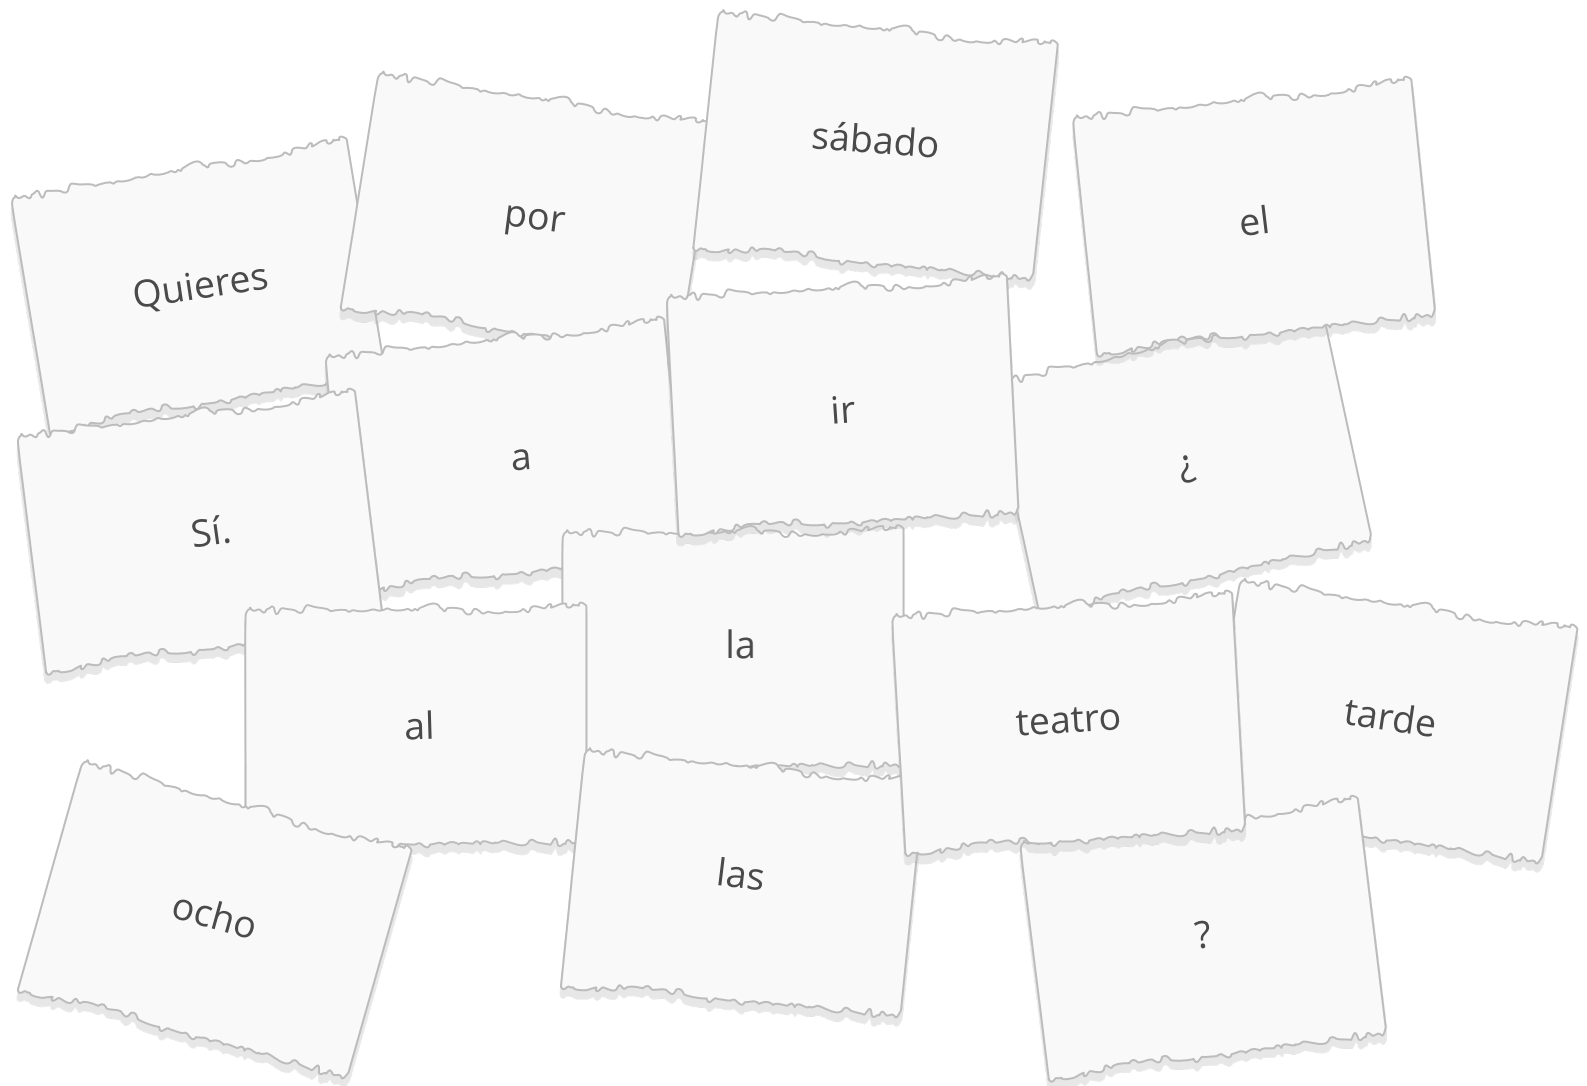 sábado
por
el
Quieres
ir
a
¿
Sí.
la
teatro
tarde
al
las
ocho
?